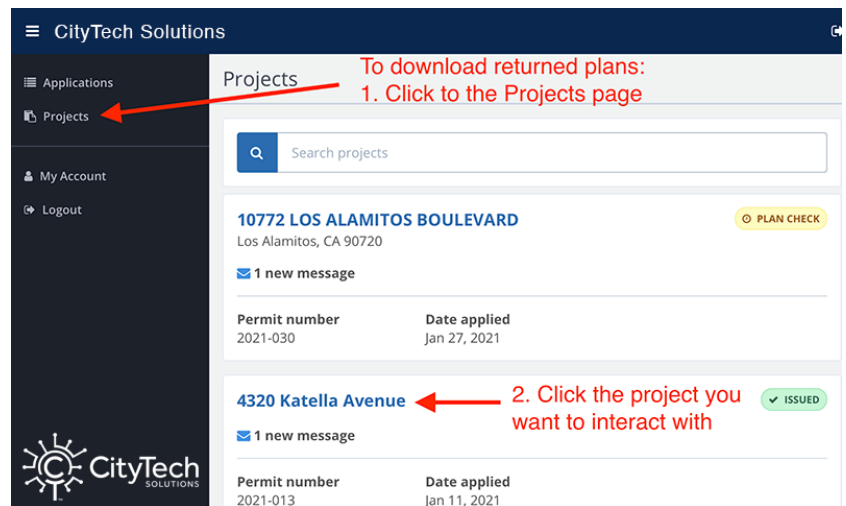 CityTech Solutions
Applications
Projects
My Account
Logout
CityTech
SOLUTIONS
Projects
To download returned plans:
1. Click to the Projects page
Search projects
10772 LOS ALAMITOS BOULEVARD
PLAN CHECK
Los Alamitos, CA 90720
1 new message
Permit number Date applied
2021-030 Jan 27, 2021
4320 Katella Avenue
2. Click the project you
want to interact with
ISSUED
1 new message
Permit number Date applied
2021-013 Jan 11, 2021